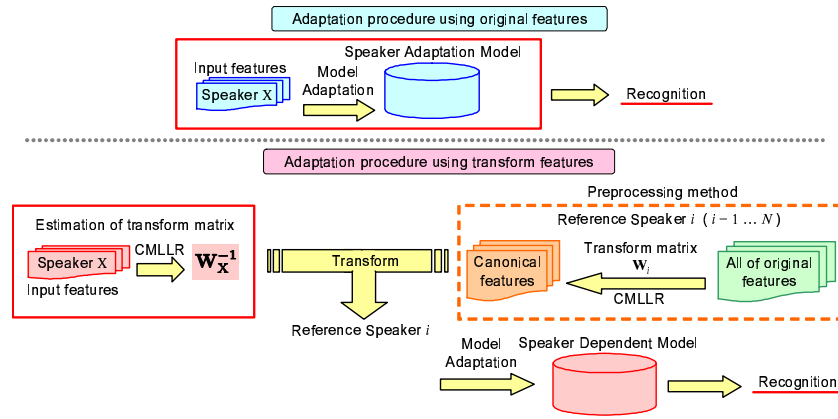 Adaptation procedure using original features
Speaker Adaptation Model
Input features
Model
Adaptation
Speaker X
Recognition
Adaptation procedure using transform features
Preprocessing method
Estimation of transform matrix
Reference Speaker i ( i − 1 ... N )
CMLLR
Speaker X
W_X^{-1}
Input features
Transform
Reference Speaker i
Canonical
features
Transform matrix
W_i
CMLLR
All of original
features
Model
Adaptation
Speaker Dependent Model
Recognition